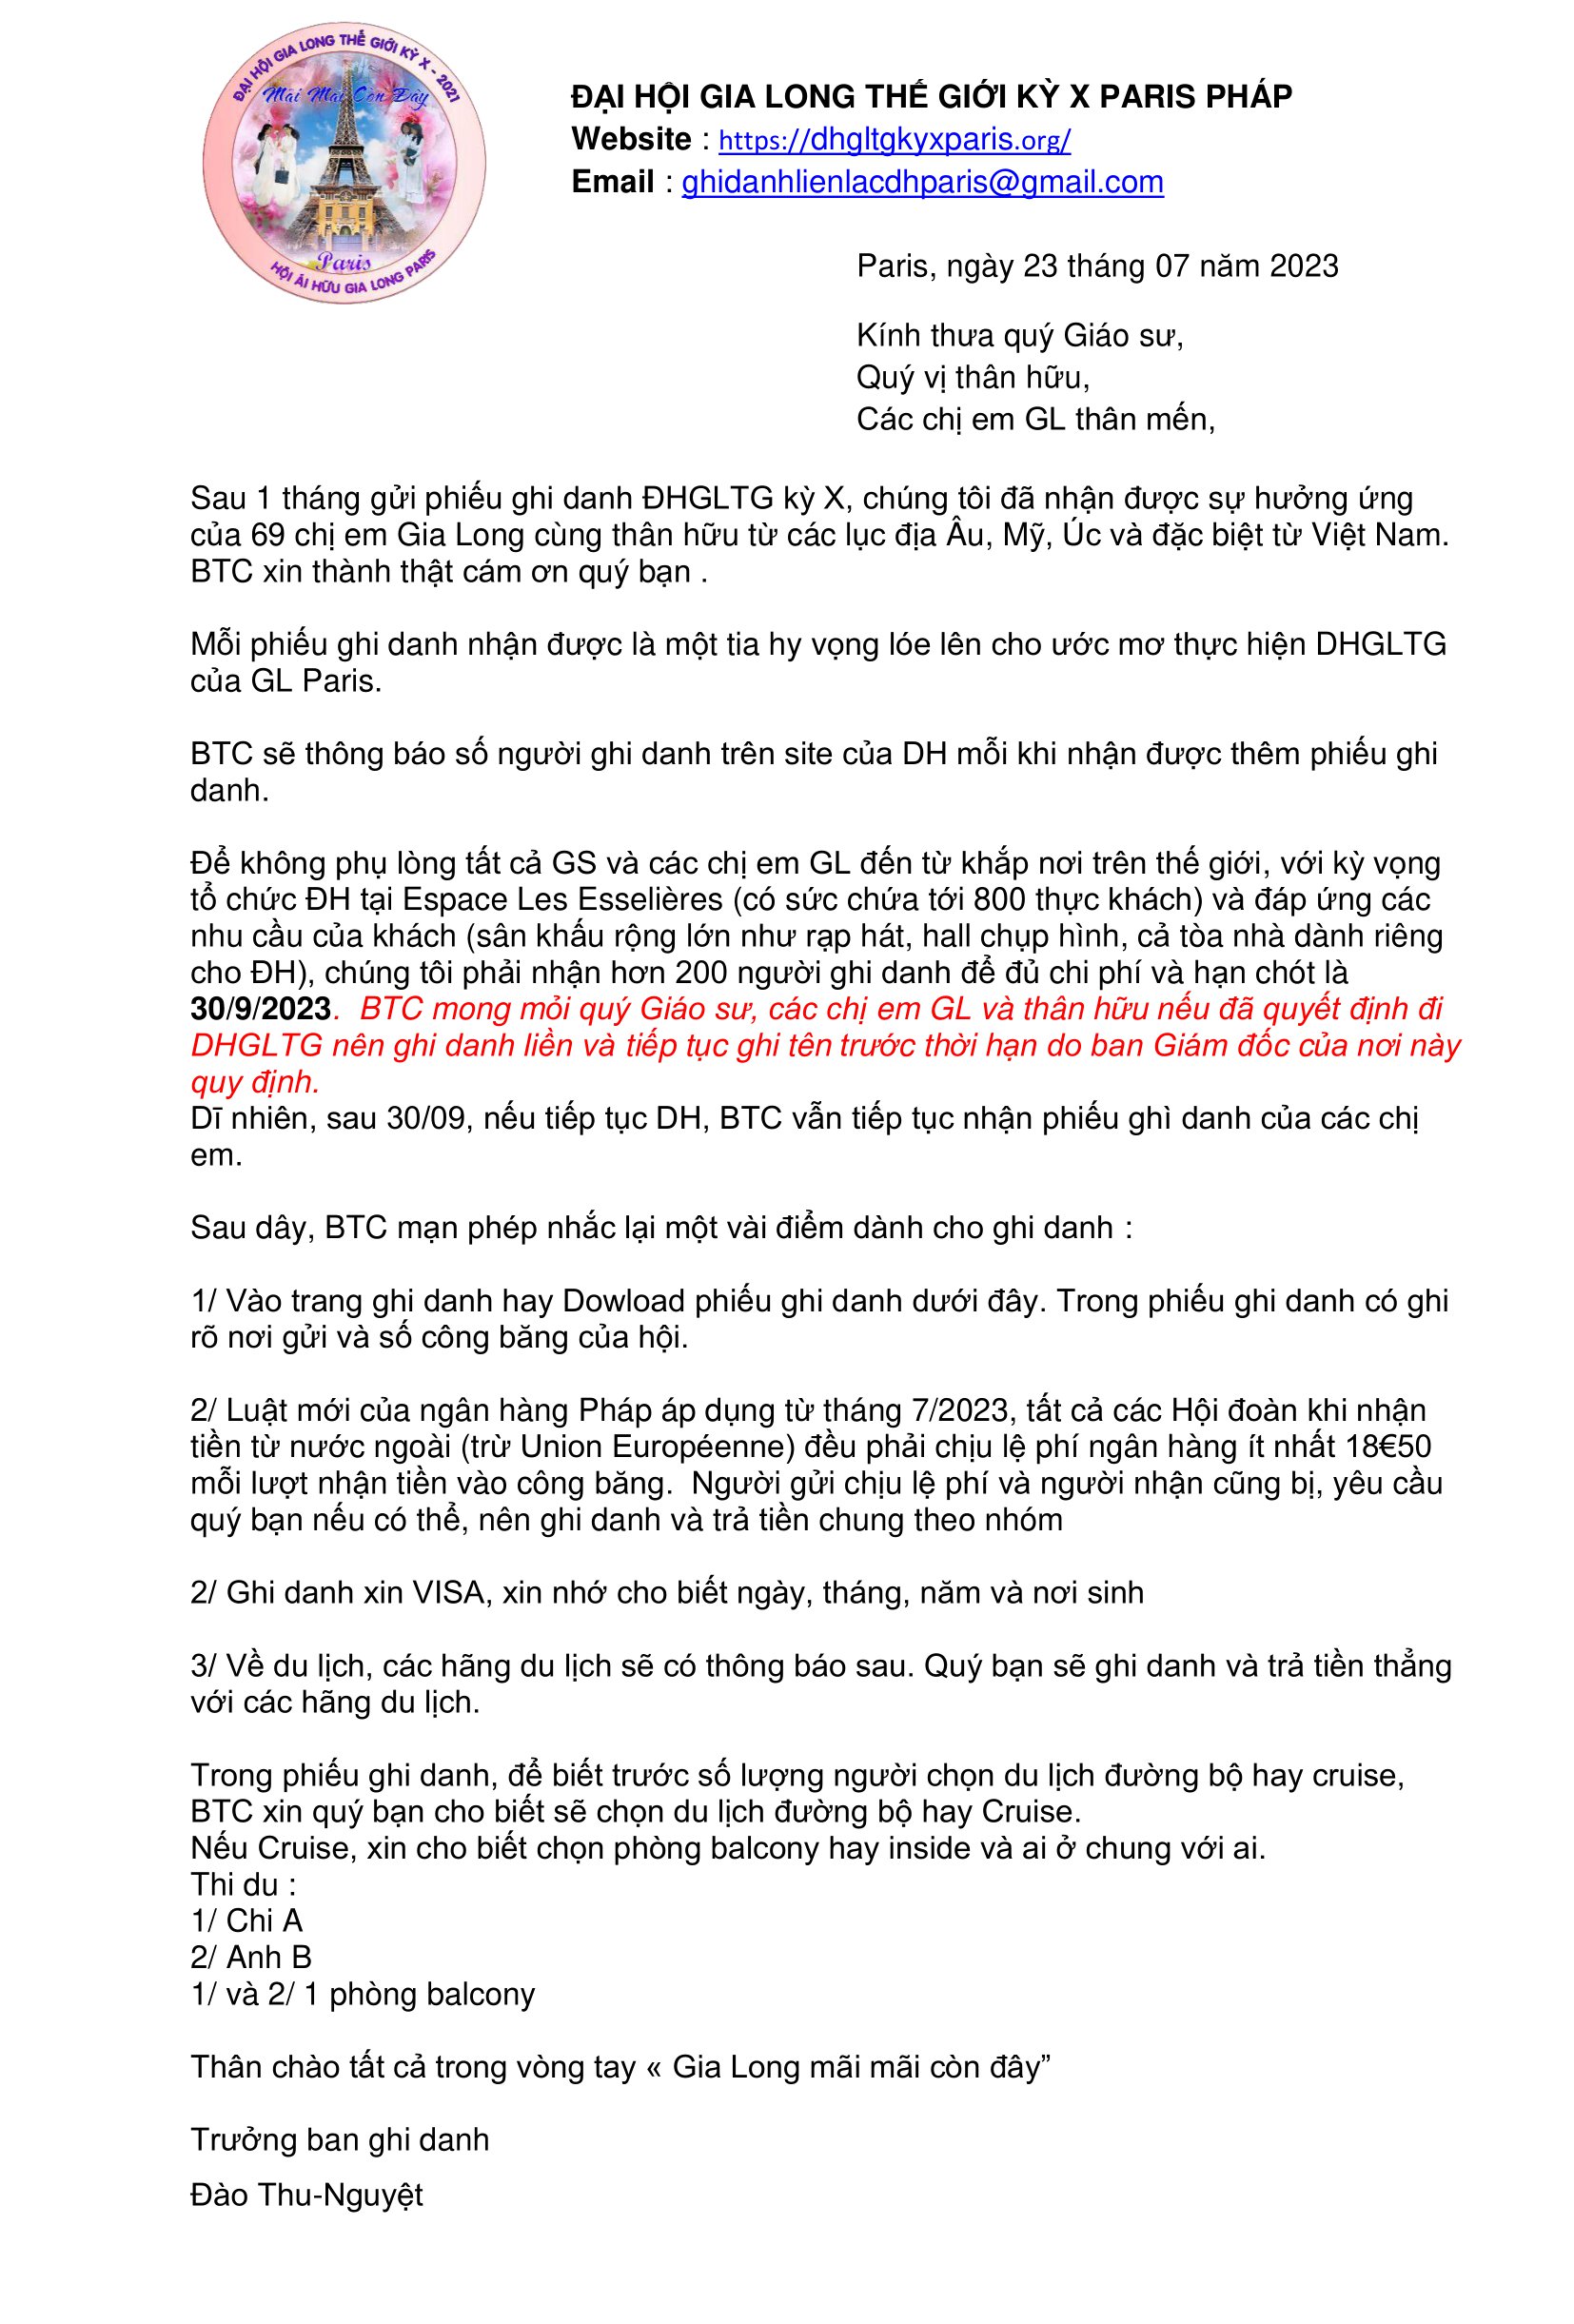 ĐẠI HỘI GIA LONG THẾ GIỚI KỲ X - 2021
Mãi Mãi Còn Đây
Paris
HỘI ÁI HỮU GIA LONG PARIS
ĐẠI HỘI GIA LONG THẾ GIỚI KỲ X PARIS PHÁP
Website : https://dhgltgkyxparis.org/
Email : ghidanhlienlacdhparis@gmail.com
Paris, ngày 23 tháng 07 năm 2023
Kính thưa quý Giáo sư,
Quý vị thân hữu,
Các chị em GL thân mến,
Sau 1 tháng gửi phiếu ghi danh ĐHGLTG kỳ X, chúng tôi đã nhận được sự hưởng ứng
của 69 chị em Gia Long cùng thân hữu từ các lục địa Âu, Mỹ, Úc và đặc biệt từ Việt Nam.
BTC xin thành thật cám ơn quý bạn .
Mỗi phiếu ghi danh nhận được là một tia hy vọng lóe lên cho ước mơ thực hiện DHGLTG
của GL Paris.
BTC sẽ thông báo số người ghi danh trên site của DH mỗi khi nhận được thêm phiếu ghi
danh.
Để không phụ lòng tất cả GS và các chị em GL đến từ khắp nơi trên thế giới, với kỳ vọng
tổ chức ĐH tại Espace Les Esselières (có sức chứa tới 800 thực khách) và đáp ứng các
nhu cầu của khách (sân khấu rộng lớn như rạp hát, hall chụp hình, cả tòa nhà dành riêng
cho ĐH), chúng tôi phải nhận hơn 200 người ghi danh để đủ chi phí và hạn chót là
30/9/2023.  BTC mong mỏi quý Giáo sư, các chị em GL và thân hữu nếu đã quyết định đi
DHGLTG nên ghi danh liền và tiếp tục ghi tên trước thời hạn do ban Giám đốc của nơi này
quy định.
Dĩ nhiên, sau 30/09, nếu tiếp tục DH, BTC vẫn tiếp tục nhận phiếu ghì danh của các chị
em.
Sau dây, BTC mạn phép nhắc lại một vài điểm dành cho ghi danh :
1/ Vào trang ghi danh hay Dowload phiếu ghi danh dưới đây. Trong phiếu ghi danh có ghi
rõ nơi gửi và số công băng của hội.
2/ Luật mới của ngân hàng Pháp áp dụng từ tháng 7/2023, tất cả các Hội đoàn khi nhận
tiền từ nước ngoài (trừ Union Européenne) đều phải chịu lệ phí ngân hàng ít nhất 18€50
mỗi lượt nhận tiền vào công băng.  Người gửi chịu lệ phí và người nhận cũng bị, yêu cầu
quý bạn nếu có thể, nên ghi danh và trả tiền chung theo nhóm
2/ Ghi danh xin VISA, xin nhớ cho biết ngày, tháng, năm và nơi sinh
3/ Về du lịch, các hãng du lịch sẽ có thông báo sau. Quý bạn sẽ ghi danh và trả tiền thẳng
với các hãng du lịch.
Trong phiếu ghi danh, để biết trước số lượng người chọn du lịch đường bộ hay cruise,
BTC xin quý bạn cho biết sẽ chọn du lịch đường bộ hay Cruise.
Nếu Cruise, xin cho biết chọn phòng balcony hay inside và ai ở chung với ai.
Thi du :
1/ Chi A
2/ Anh B
1/ và 2/ 1 phòng balcony
Thân chào tất cả trong vòng tay « Gia Long mãi mãi còn đây”
Trưởng ban ghi danh
Đào Thu-Nguyệt